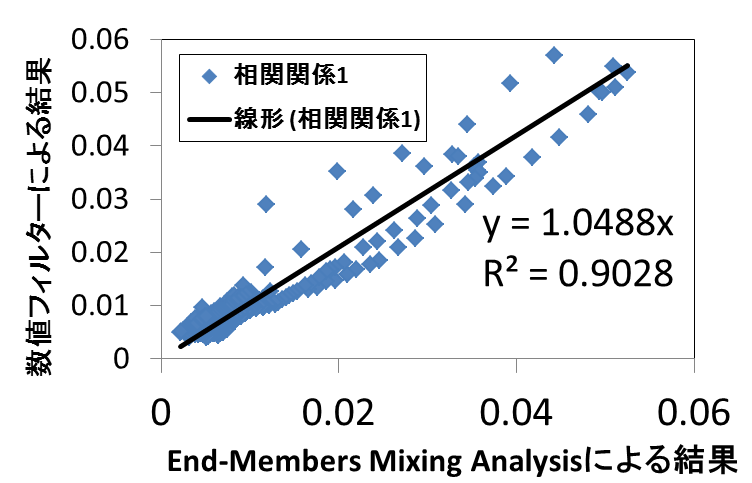 0.06
0.05
0.04
0.03
0.02
0.01
0
数値フィルターによる結果
相関関係1
線形 (相関関係1)
y = 1.0488x
R² = 0.9028
0 0.02 0.04 0.06
End-Members Mixing Analysisによる結果